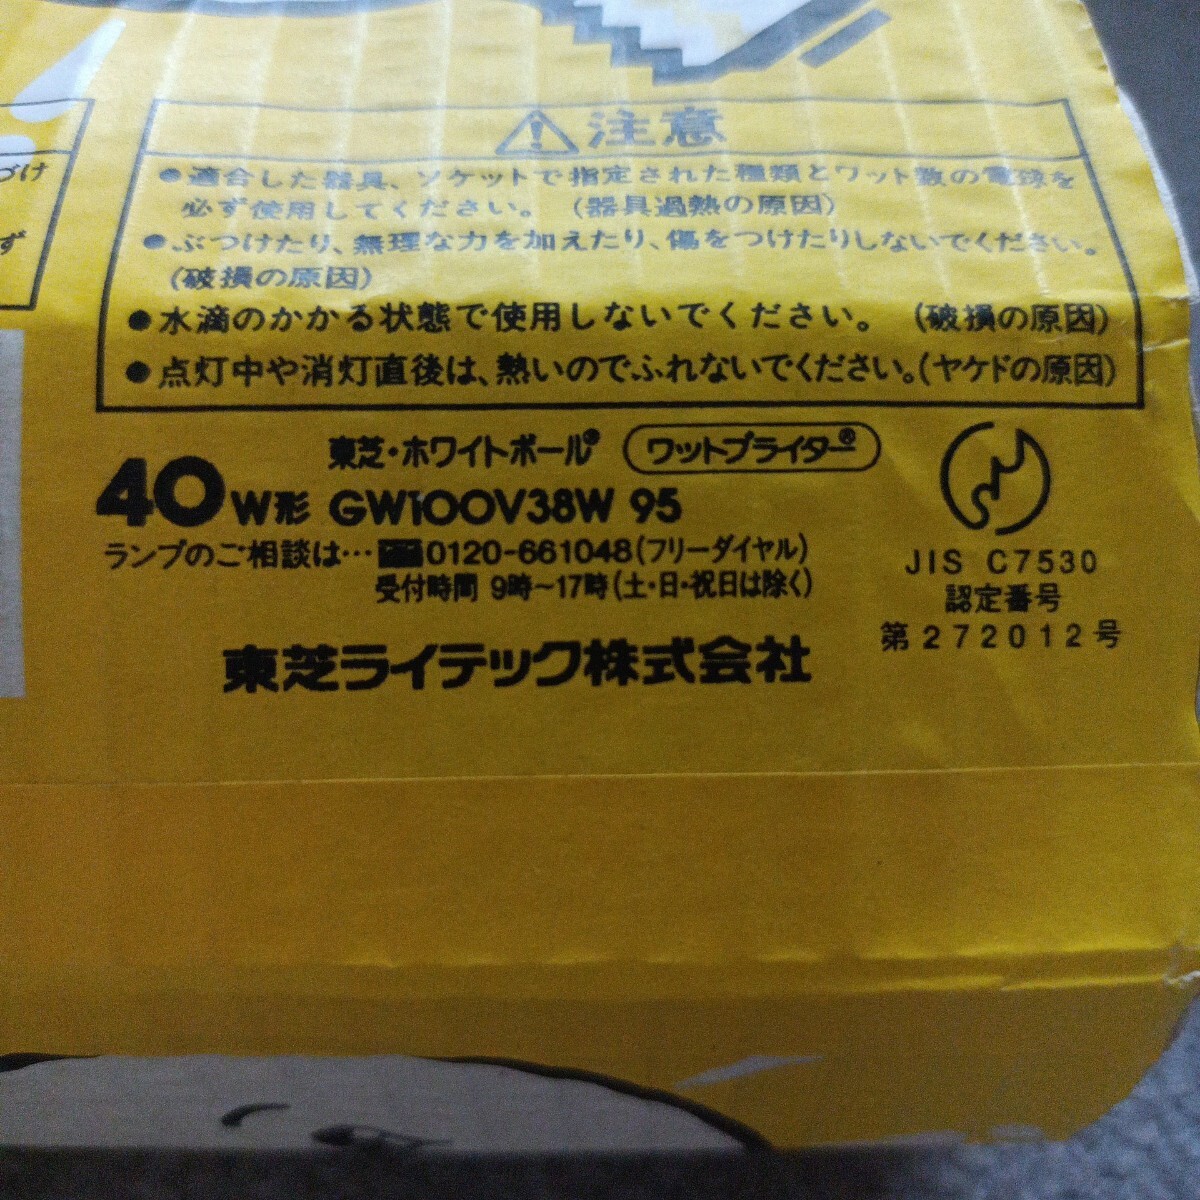 づけ
ず
注意
●適合した器具、ソケットで指定された種類とワット数の電球を
必ず使用してください。(器具過熱の原因)
●ぶつけたり、無理な力を加えたり、傷をつけたりしないでください。
(破損の原因)
●水滴のかかる状態で使用しないでください。(破損の原因)
●点灯中や消灯直後は、熱いのでふれないでください。(ヤケドの原因)
東芝・ホワイトボール® ワットブライター®
40W形 GW100V38W 95
ランプのご相談は…0120-661048(フリーダイヤル)
受付時間 9時～17時(土・日・祝日は除く)
東芝ライテック株式会社
JIS C7530
認定番号
第272012号